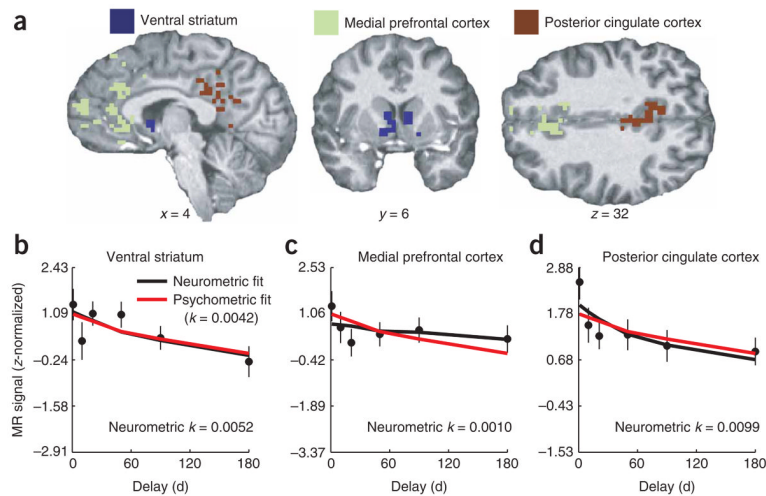 a
Ventral striatum
Medial prefrontal cortex
Posterior cingulate cortex
x = 4
y = 6
z = 32
b
Ventral striatum
MR signal (z-normalized)
2.43
1.09
−0.24
−1.58
−2.91
Neurometric fit
Psychometric fit
(k = 0.0042)
Neurometric k = 0.0052
0
60
120
180
Delay (d)
c
Medial prefrontal cortex
2.53
1.06
−0.42
−1.89
−3.37
Neurometric k = 0.0010
0
60
120
180
Delay (d)
d
Posterior cingulate cortex
2.88
1.78
0.68
−0.43
−1.53
Neurometric k = 0.0099
0
60
120
180
Delay (d)